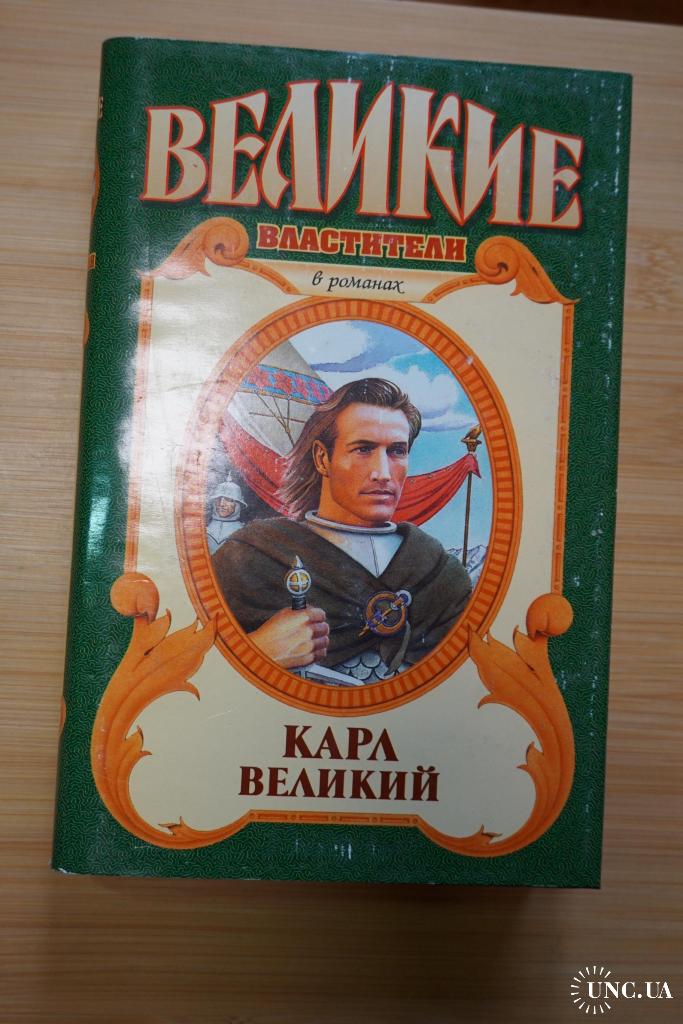 ВЕЛИКИЕ
ВЛАСТИТЕЛИ
в романах
КАРЛ
ВЕЛИКИЙ
UNC.UA